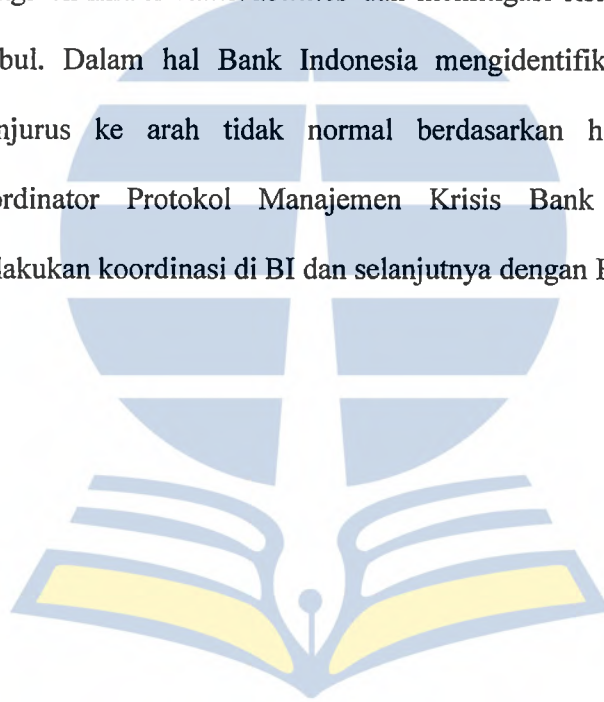 bul. Dalam hal Bank Indonesia mengidentifik
njurus ke arah tidak normal berdasarkan h
ordinator Protokol Manajemen Krisis Bank
lakukan koordinasi di BI dan selanjutnya dengan